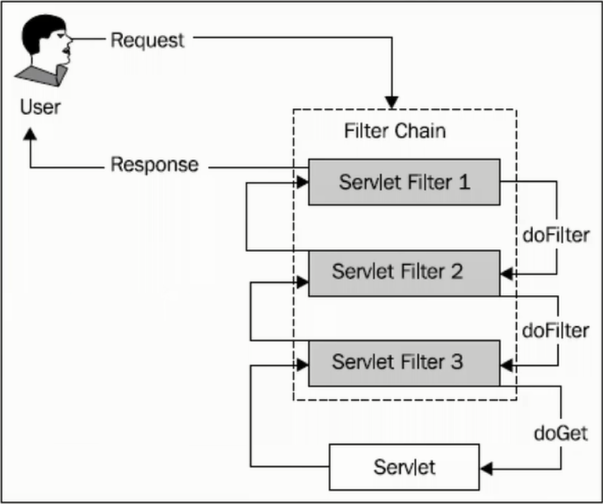 Request
User
Filter Chain
Response
Servlet Filter 1
doFilter
Servlet Filter 2
doFilter
Servlet Filter 3
doGet
Servlet